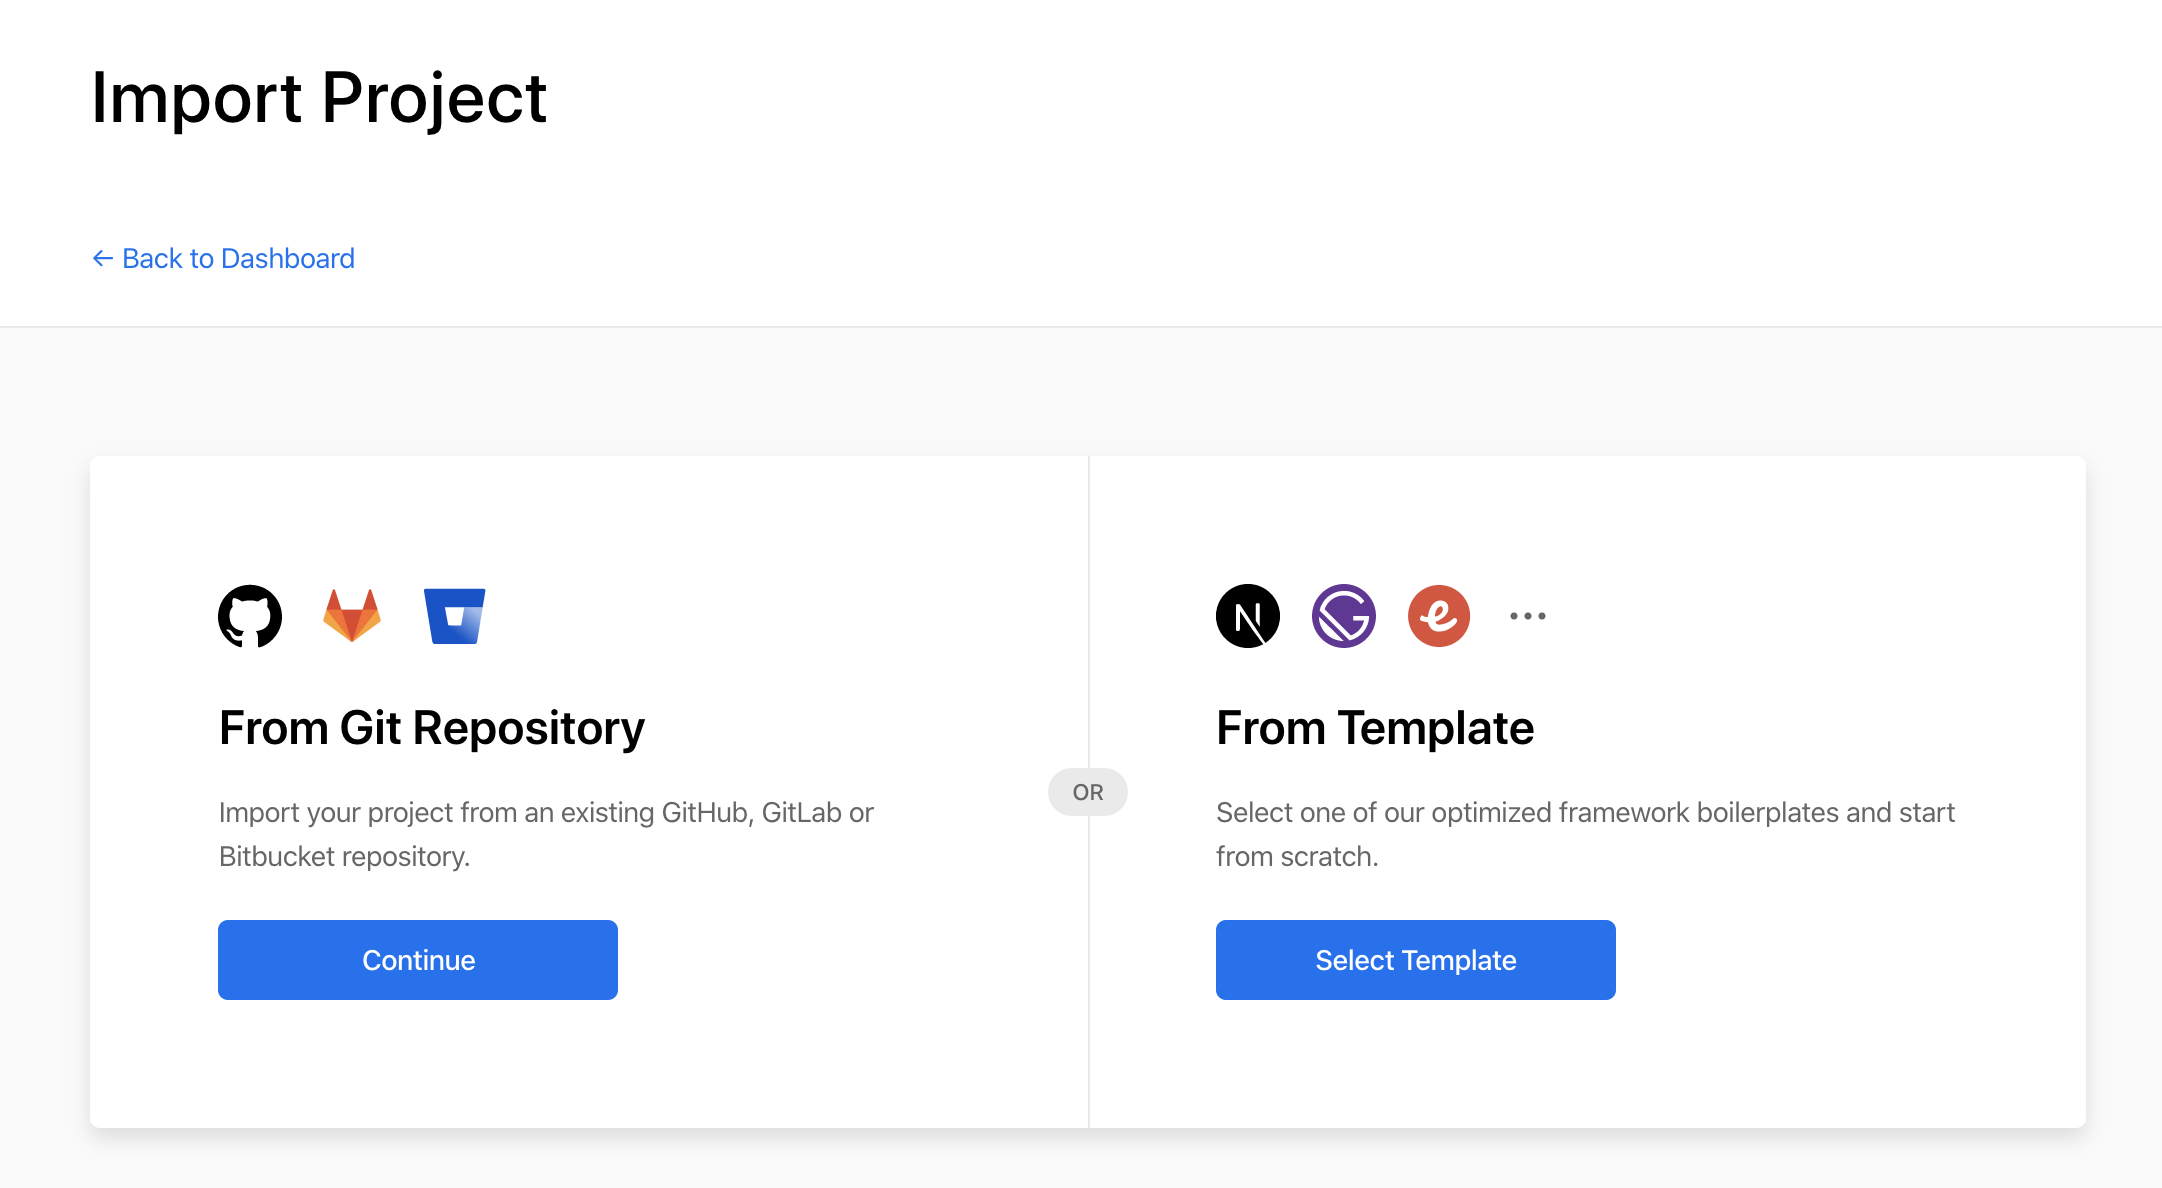 Import Project
← Back to Dashboard
From Git Repository
Import your project from an existing GitHub, GitLab or
Bitbucket repository.
Continue
OR
From Template
Select one of our optimized framework boilerplates and start
from scratch.
Select Template